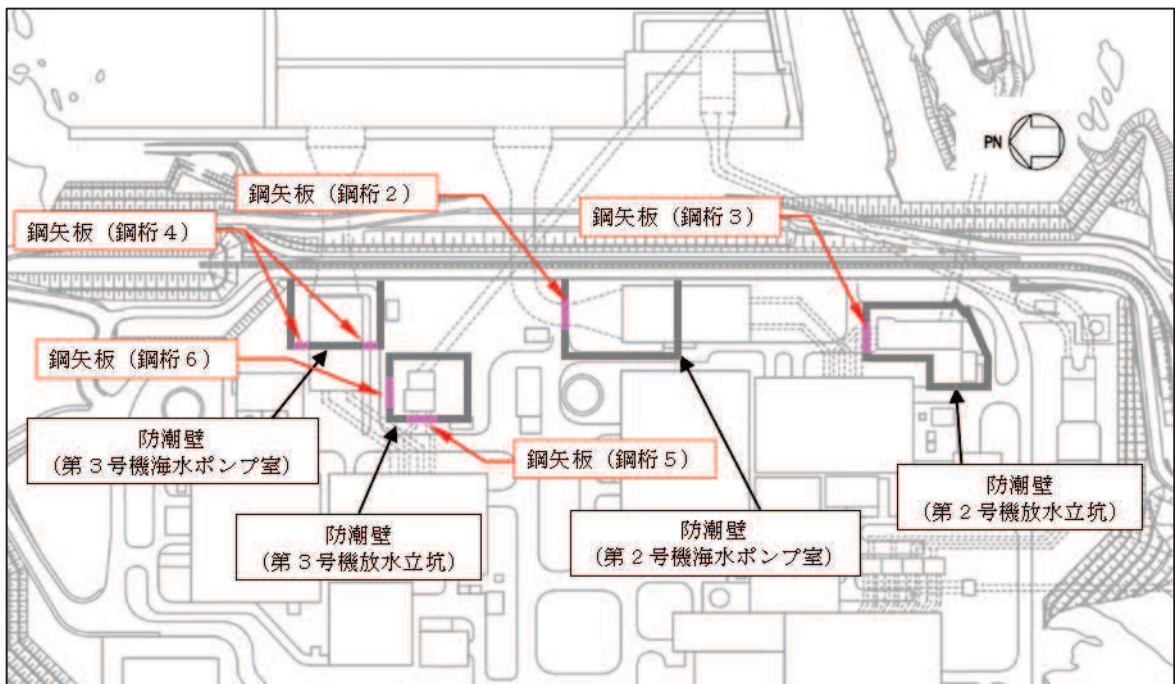 PN
鋼矢板（鋼桁２）
鋼矢板（鋼桁３）
鋼矢板（鋼桁４）
鋼矢板（鋼桁６）
防潮壁
（第３号機海水ポンプ室）
鋼矢板（鋼桁５）
防潮壁
（第２号機放水立坑）
防潮壁
（第３号機放水立坑）
防潮壁
（第２号機海水ポンプ室）